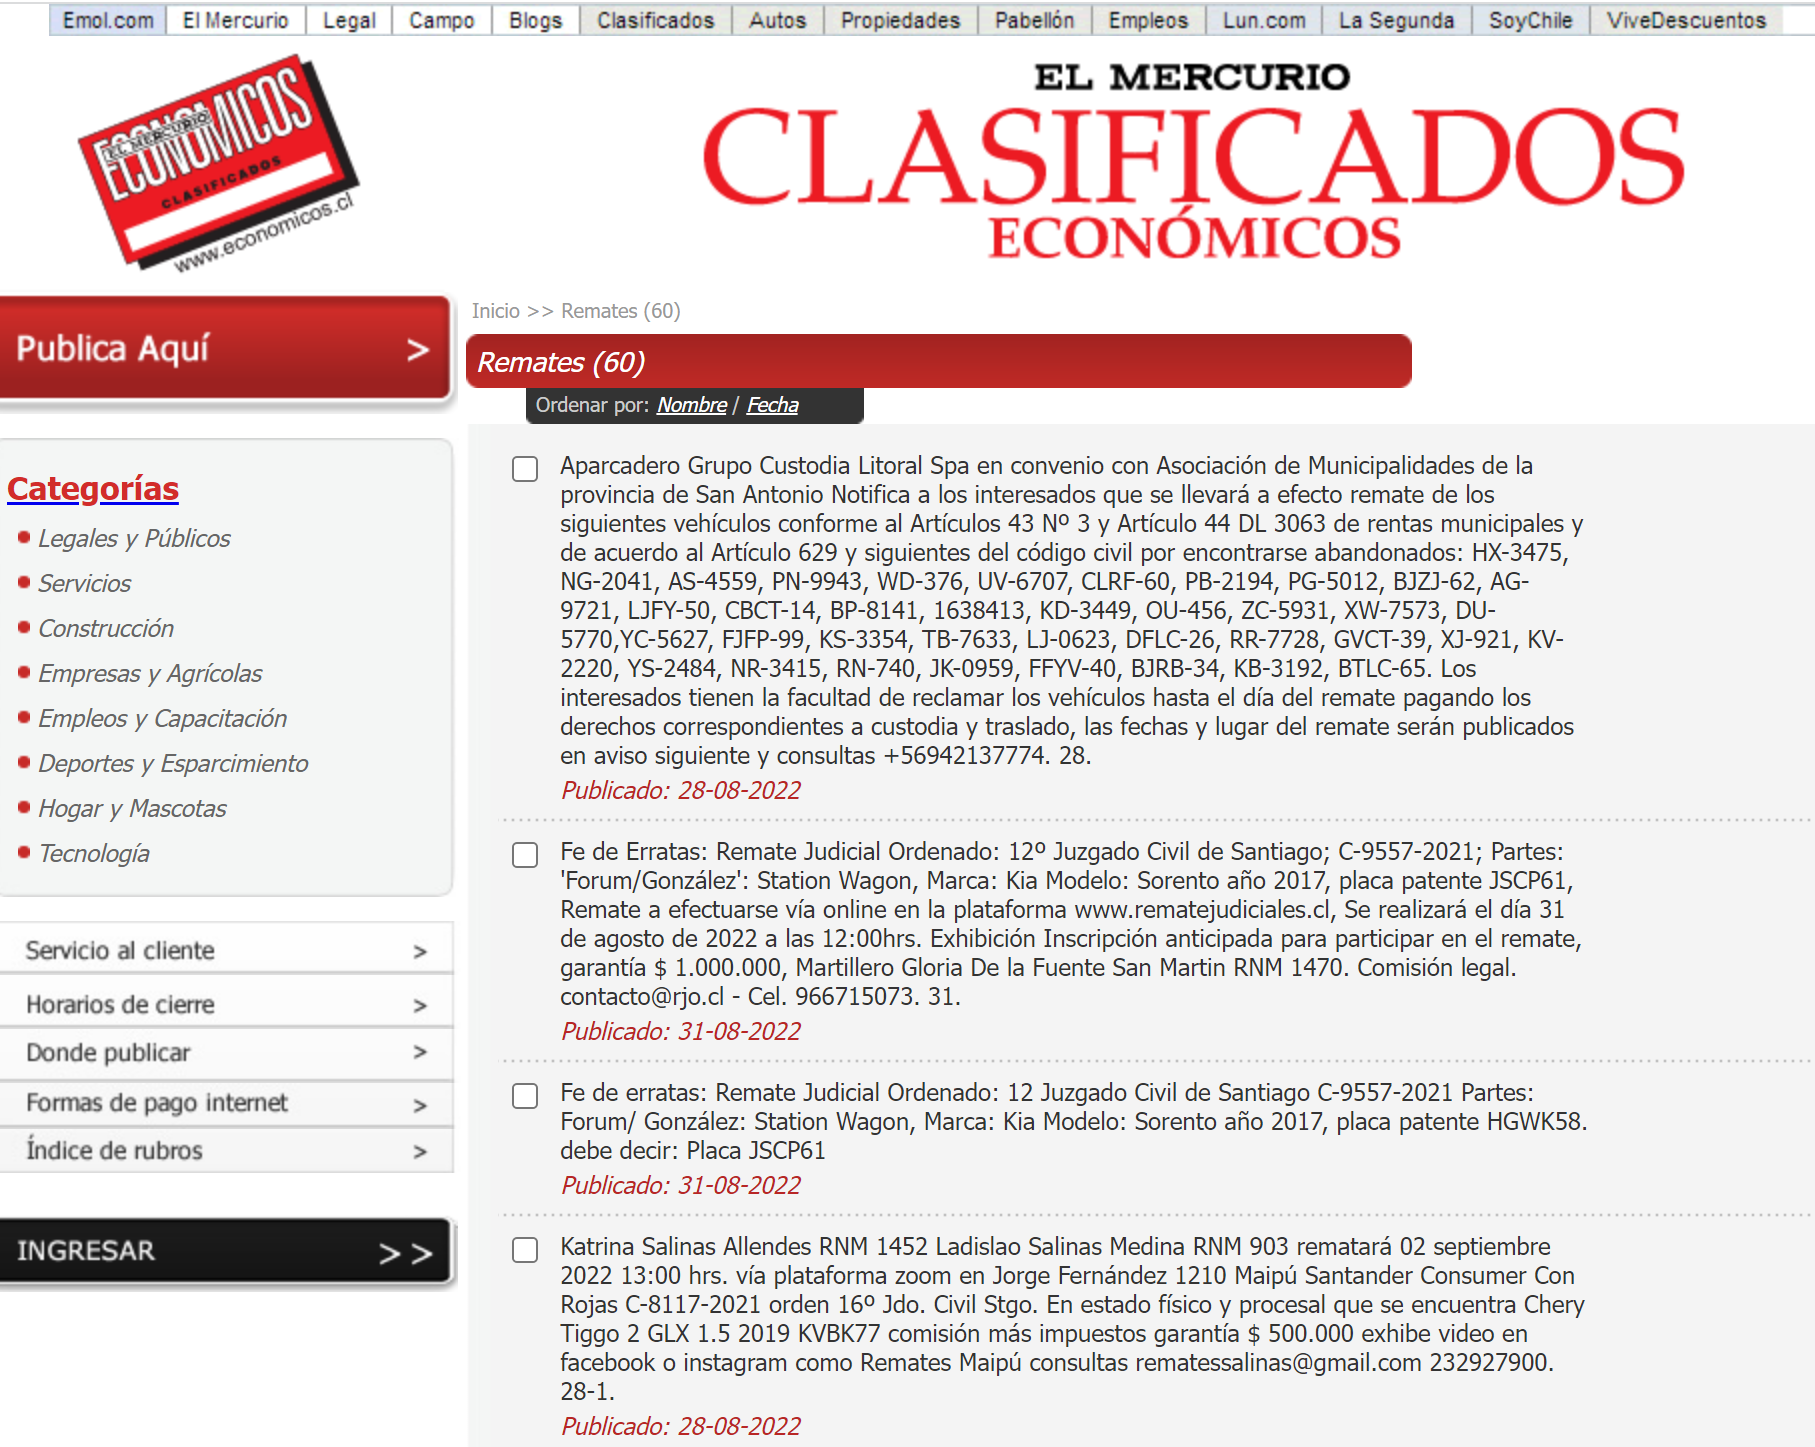 Emol.com El Mercurio Legal Campo Blogs Clasificados Autos Propiedades Pabellón Empleos Lun.com La Segunda SoyChile ViveDescuentos
EL MERCURIO
ECONOMICOS
CLASIFICADOS
www.economicos.cl
EL MERCURIO
CLASIFICADOS
ECONÓMICOS
Publica Aquí >
Categorías
Legales y Públicos
Servicios
Construcción
Empresas y Agrícolas
Empleos y Capacitación
Deportes y Esparcimiento
Hogar y Mascotas
Tecnología
Servicio al cliente >
Horarios de cierre >
Donde publicar >
Formas de pago internet >
Índice de rubros >
INGRESAR >>
Inicio >> Remates (60)
Remates (60)
Ordenar por: Nombre / Fecha
Aparcadero Grupo Custodia Litoral Spa en convenio con Asociación de Municipalidades de la
provincia de San Antonio Notifica a los interesados que se llevará a efecto remate de los
siguientes vehículos conforme al Artículos 43 Nº 3 y Artículo 44 DL 3063 de rentas municipales y
de acuerdo al Artículo 629 y siguientes del código civil por encontrarse abandonados: HX-3475,
NG-2041, AS-4559, PN-9943, WD-376, UV-6707, CLRF-60, PB-2194, PG-5012, BJZJ-62, AG-
9721, LJFY-50, CBCT-14, BP-8141, 1638413, KD-3449, OU-456, ZC-5931, XW-7573, DU-
5770,YC-5627, FJFP-99, KS-3354, TB-7633, LJ-0623, DFLC-26, RR-7728, GVCT-39, XJ-921, KV-
2220, YS-2484, NR-3415, RN-740, JK-0959, FFYV-40, BJRB-34, KB-3192, BTLC-65. Los
interesados tienen la facultad de reclamar los vehículos hasta el día del remate pagando los
derechos correspondientes a custodia y traslado, las fechas y lugar del remate serán publicados
en aviso siguiente y consultas +56942137774. 28.
Publicado: 28-08-2022
Fe de Erratas: Remate Judicial Ordenado: 12º Juzgado Civil de Santiago; C-9557-2021; Partes:
'Forum/González': Station Wagon, Marca: Kia Modelo: Sorento año 2017, placa patente JSCP61,
Remate a efectuarse vía online en la plataforma www.rematejudiciales.cl, Se realizará el día 31
de agosto de 2022 a las 12:00hrs. Exhibición Inscripción anticipada para participar en el remate,
garantía $ 1.000.000, Martillero Gloria De la Fuente San Martin RNM 1470. Comisión legal.
contacto@rjo.cl - Cel. 966715073. 31.
Publicado: 31-08-2022
Fe de erratas: Remate Judicial Ordenado: 12 Juzgado Civil de Santiago C-9557-2021 Partes:
Forum/ González: Station Wagon, Marca: Kia Modelo: Sorento año 2017, placa patente HGWK58.
debe decir: Placa JSCP61
Publicado: 31-08-2022
Katrina Salinas Allendes RNM 1452 Ladislao Salinas Medina RNM 903 rematará 02 septiembre
2022 13:00 hrs. vía plataforma zoom en Jorge Fernández 1210 Maipú Santander Consumer Con
Rojas C-8117-2021 orden 16º Jdo. Civil Stgo. En estado físico y procesal que se encuentra Chery
Tiggo 2 GLX 1.5 2019 KVBK77 comisión más impuestos garantía $ 500.000 exhibe video en
facebook o instagram como Remates Maipú consultas rematessalinas@gmail.com 232927900.
28-1.
Publicado: 28-08-2022